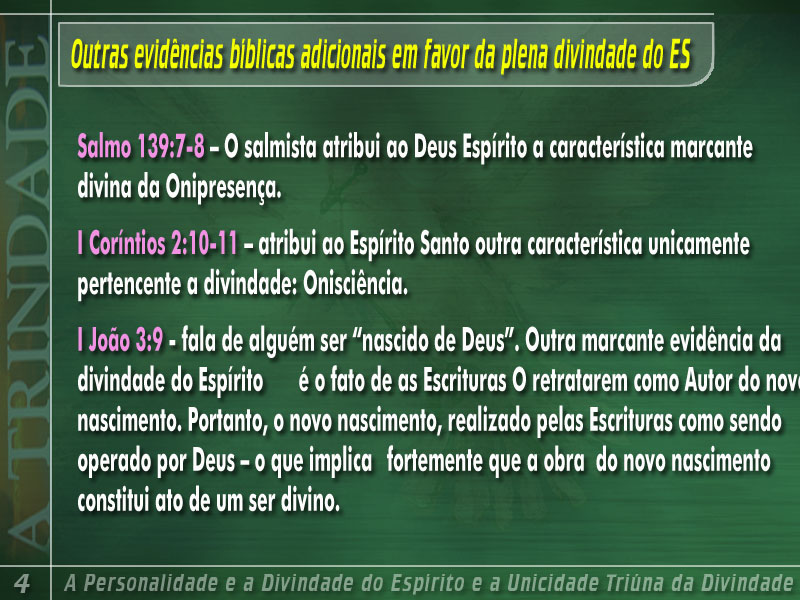 A TRINDADE
Outras evidências bíblicas adicionais em favor da plena divindade do ES
Salmo 139:7-8 – O salmista atribui ao Deus Espírito a característica marcante
divina da Onipresença.
I Coríntios 2:10-11 – atribui ao Espírito Santo outra característica unicamente
pertencente a divindade: Onisciência.
I João 3:9 - fala de alguém ser “nascido de Deus”. Outra marcante evidência da
divindade do Espírito é o fato de as Escrituras O retratarem como Autor do novo
nascimento. Portanto, o novo nascimento, realizado pelas Escrituras como sendo
operado por Deus – o que implica fortemente que a obra do novo nascimento
constitui ato de um ser divino.
4 A Personalidade e a Divindade do Espírito e a Unicidade Triúna da Divindade